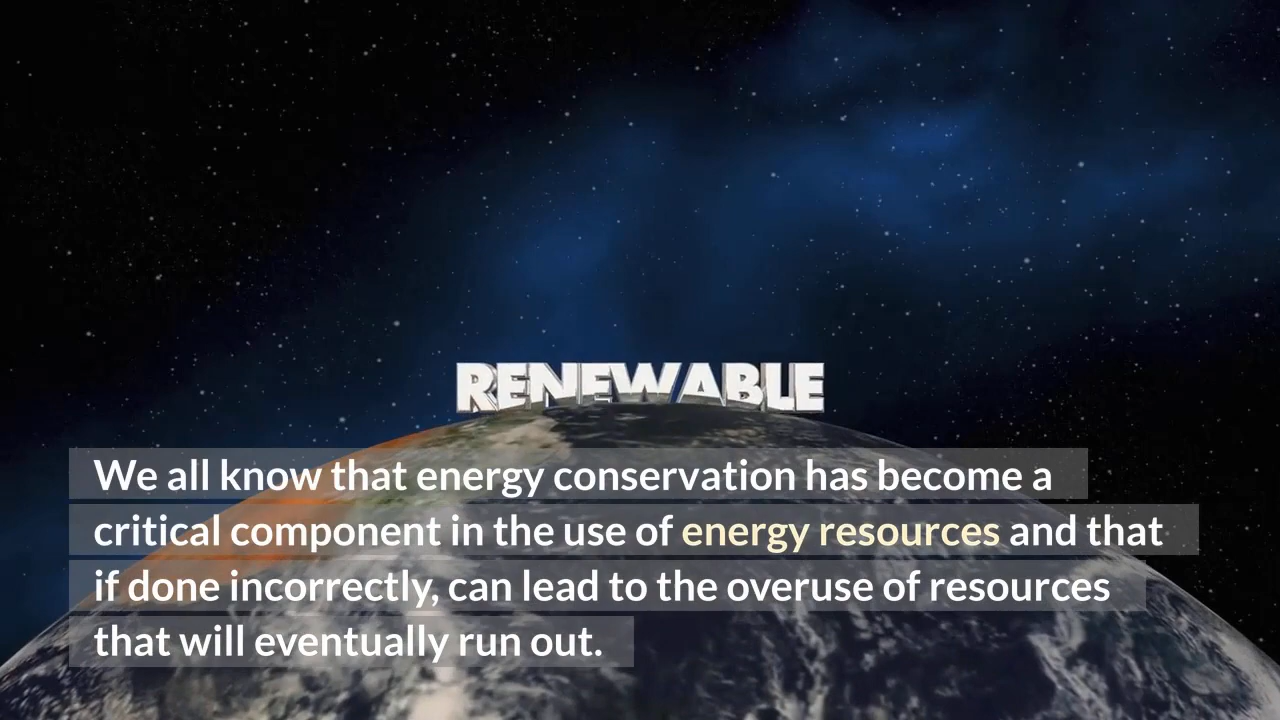 RENEWABLE
We all know that energy conservation has become a
critical component in the use of energy resources and that
if done incorrectly, can lead to the overuse of resources
that will eventually run out.